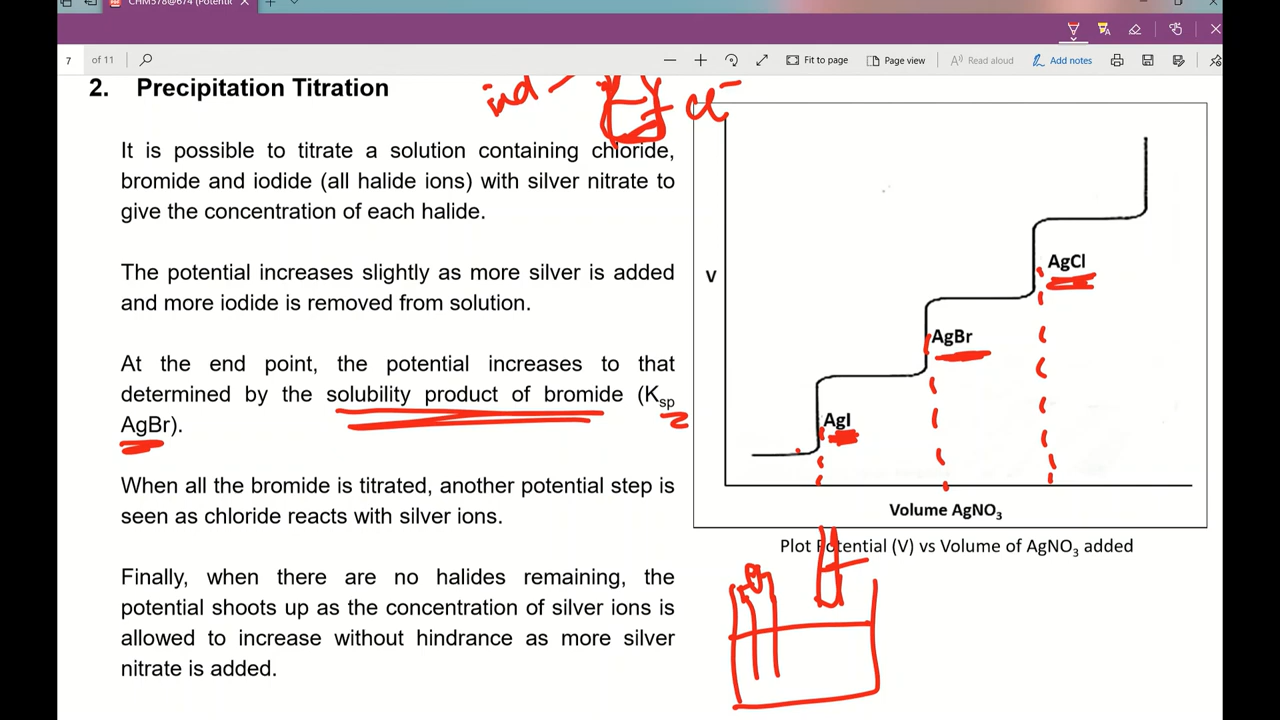 CHM578@674 (Potentic
7 of 11
Fit to page
Page view
Read aloud
Add notes
2. Precipitation Titration
ind
Cl⁻
It is possible to titrate a solution containing chloride,
bromide and iodide (all halide ions) with silver nitrate to
give the concentration of each halide.
The potential increases slightly as more silver is added
and more iodide is removed from solution.
At the end point, the potential increases to that
determined by the solubility product of bromide (Ksp
AgBr).
When all the bromide is titrated, another potential step is
seen as chloride reacts with silver ions.
Finally, when there are no halides remaining, the
potential shoots up as the concentration of silver ions is
allowed to increase without hindrance as more silver
nitrate is added.
V
AgCl
AgBr
AgI
Volume AgNO₃
Plot Potential (V) vs Volume of AgNO₃ added